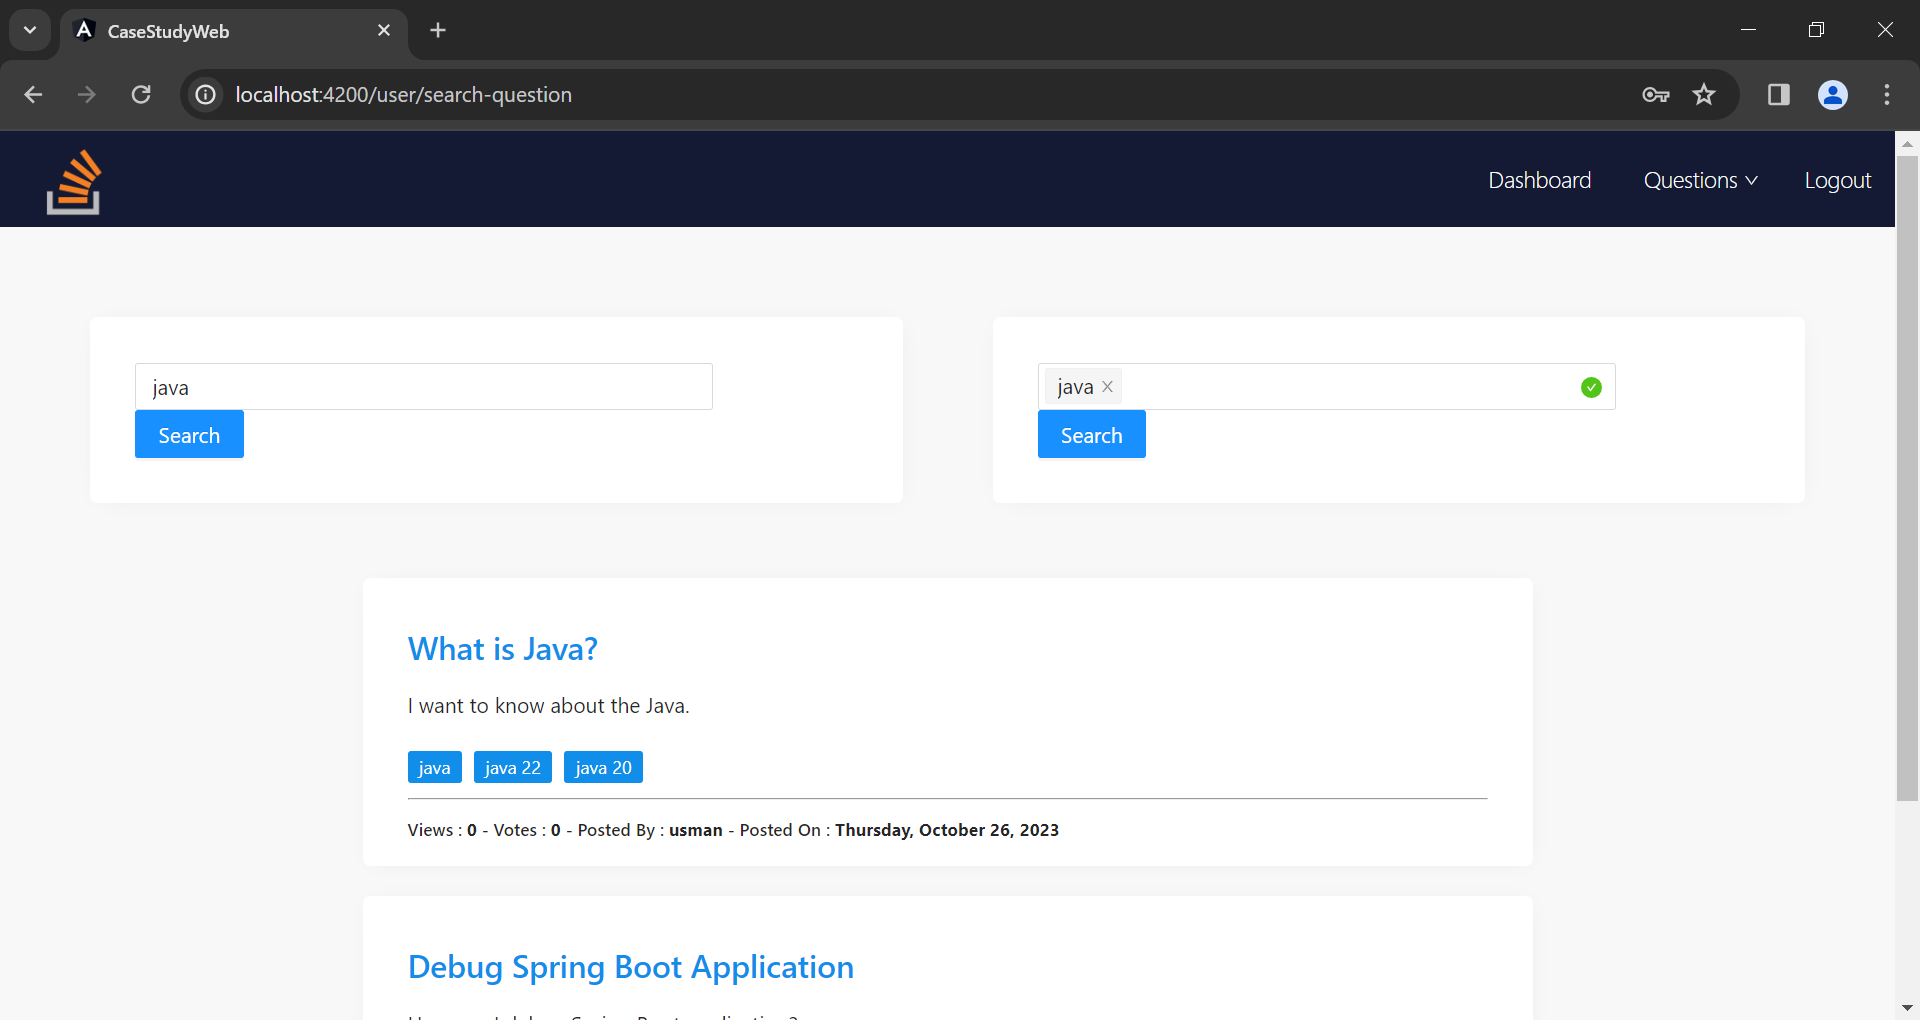 CaseStudyWeb
localhost:4200/user/search-question
Dashboard Questions Logout
java
Search
java
Search
What is Java?
I want to know about the Java.
java java 22 java 20
Views : 0 - Votes : 0 - Posted By : usman - Posted On : Thursday, October 26, 2023
Debug Spring Boot Application